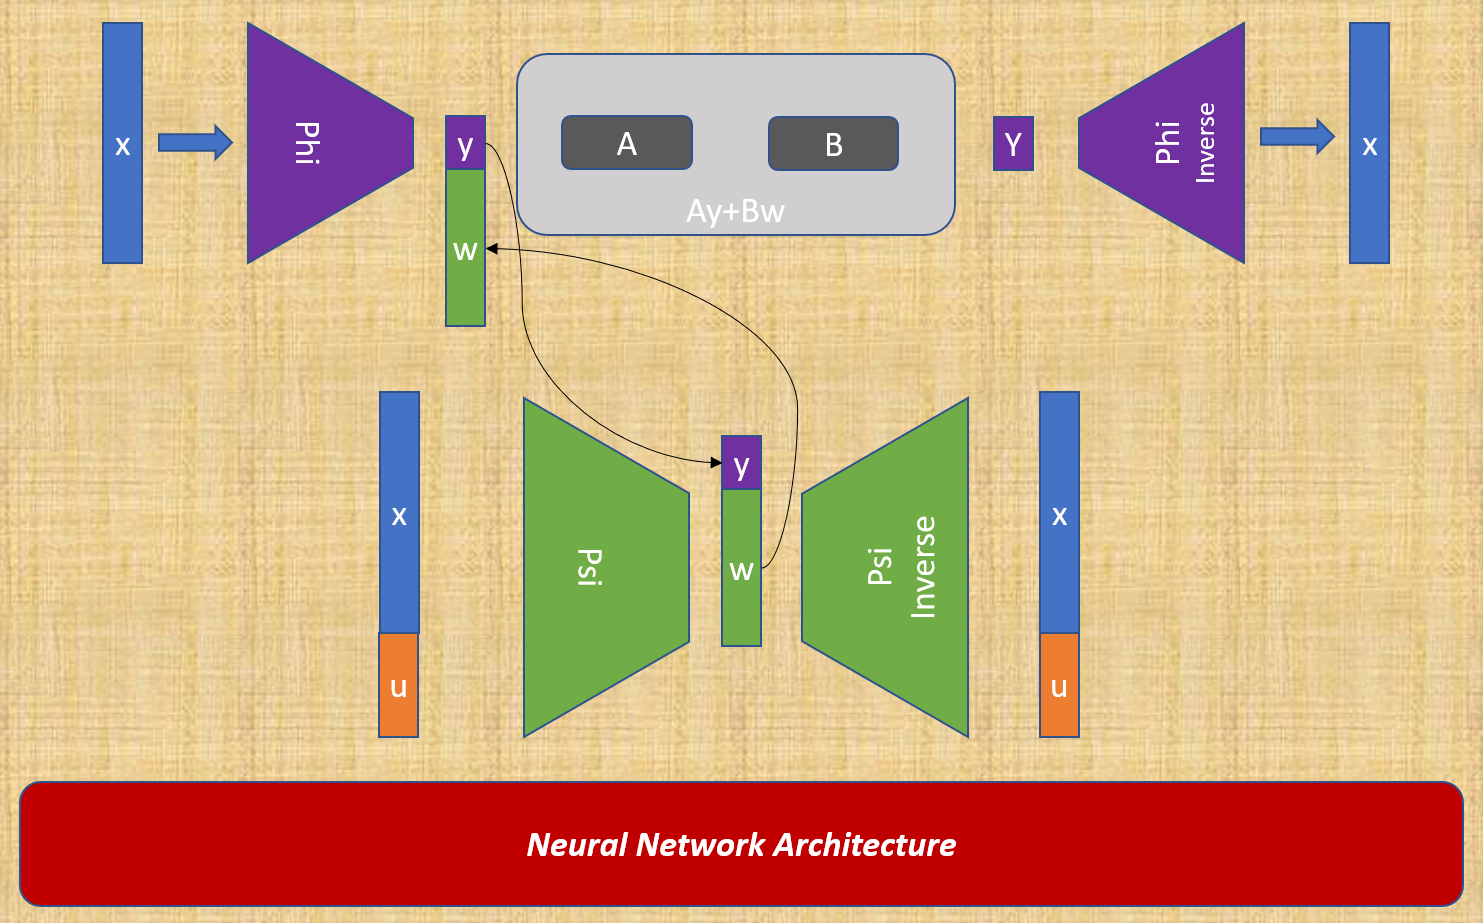 x
Phi
y
w
A
B
Ay+Bw
Y
Phi
Inverse
x
x
u
Psi
y
w
Psi
Inverse
x
u
Neural Network Architecture